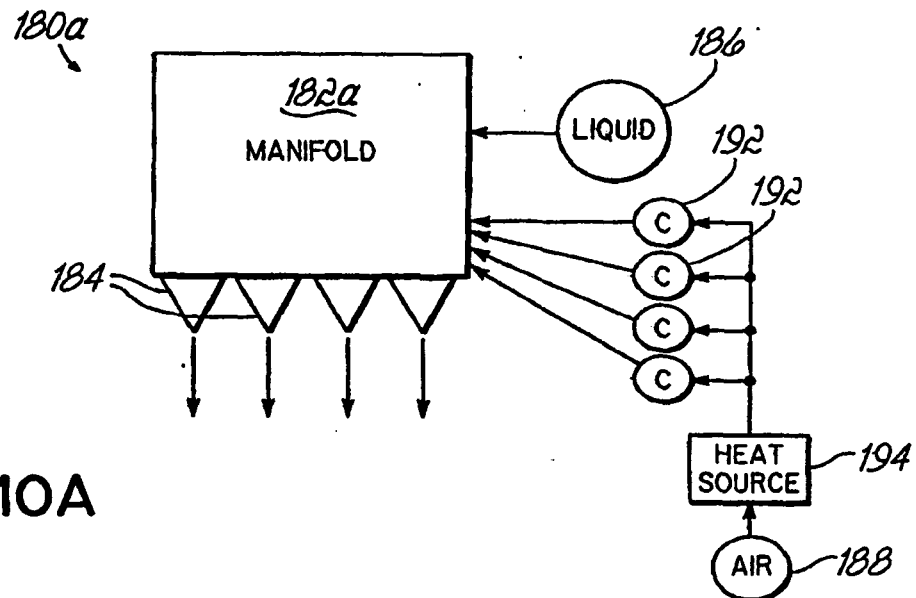 180a
182a
MANIFOLD
186
LIQUID
192
192
C
C
C
C
184
HEAT
SOURCE
194
AIR
188
10A